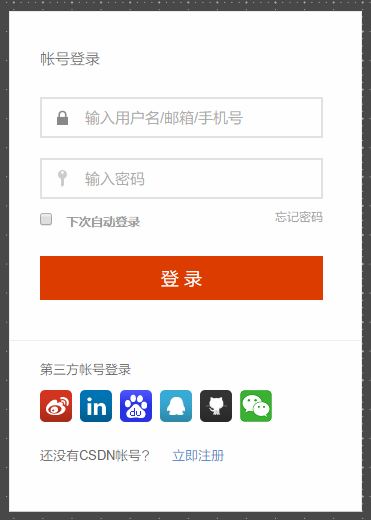 帐号登录
输入用户名/邮箱/手机号
输入密码
下次自动登录 忘记密码
登录
第三方帐号登录
in du
还没有CSDN帐号? 立即注册